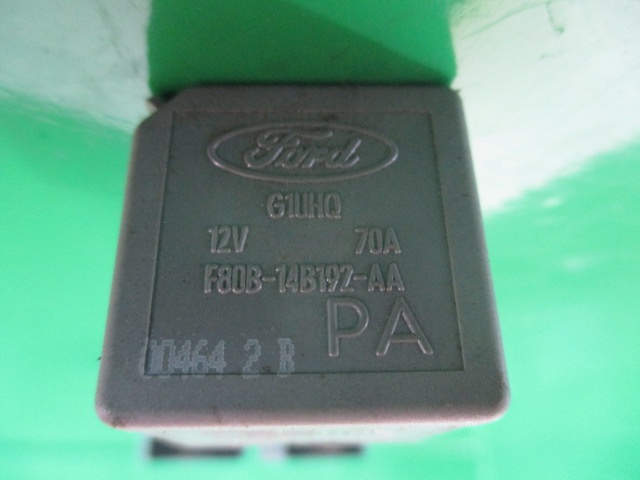 Ford
G1UHQ
12V 70A
F80B-14B192-AA
PA
00464 2 B